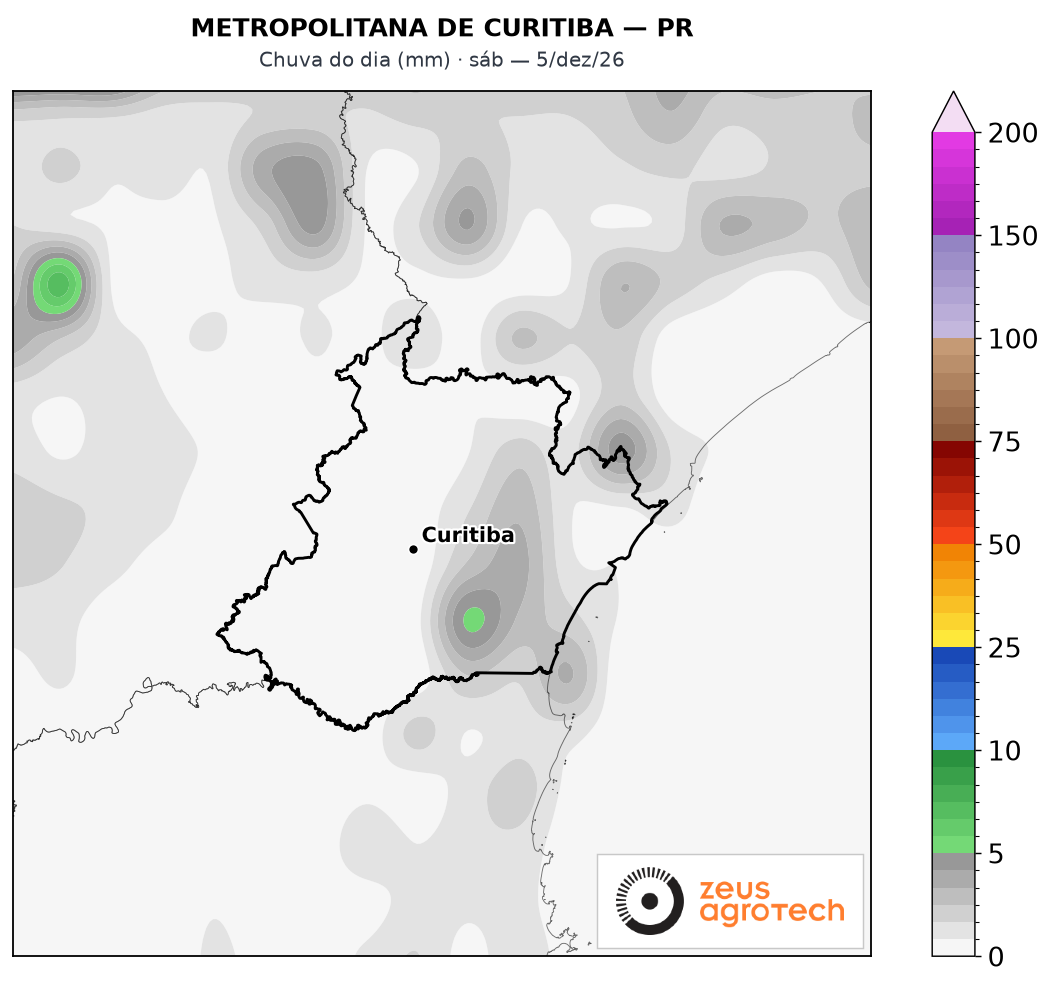 METROPOLITANA DE CURITIBA — PR
Chuva do dia (mm) · sáb — 5/dez/26
200
150
100
75
50
25
10
5
0
Curitiba
zeus
agrotech